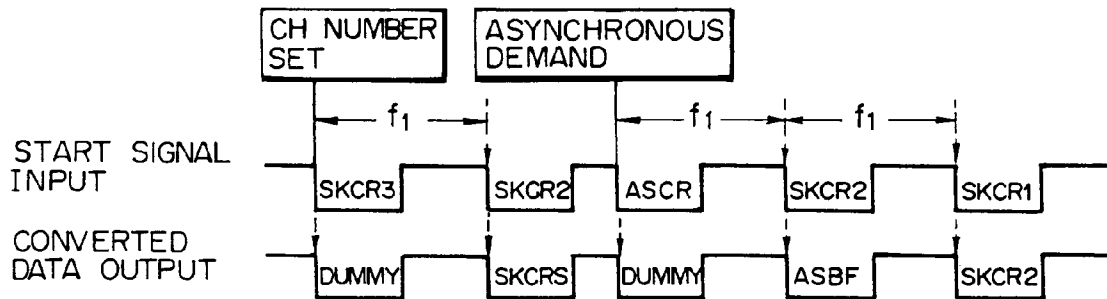 CH NUMBER
SET
ASYNCHRONOUS
DEMAND
f1 f1 f1
START SIGNAL
INPUT
SKCR3 SKCR2 ASCR SKCR2 SKCR1
CONVERTED
DATA OUTPUT
DUMMY SKCRS DUMMY ASBF SKCR2